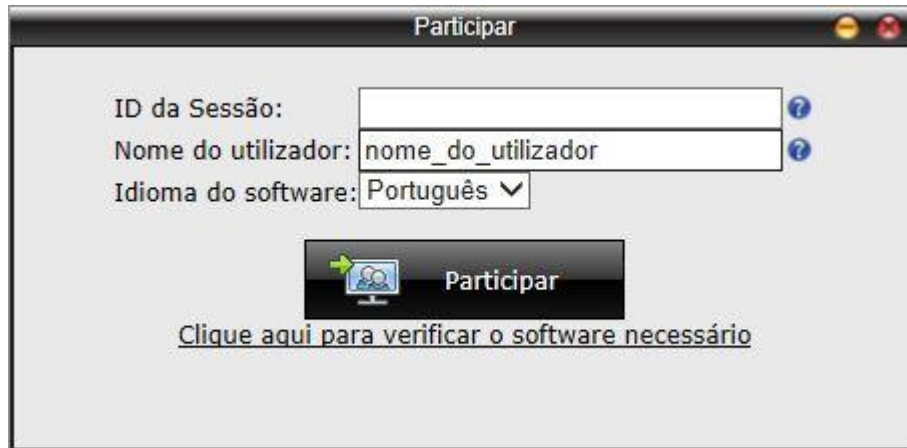 Participar
ID da Sessão:
Nome do utilizador: nome_do_utilizador
Idioma do software: Português
Participar
Clique aqui para verificar o software necessário